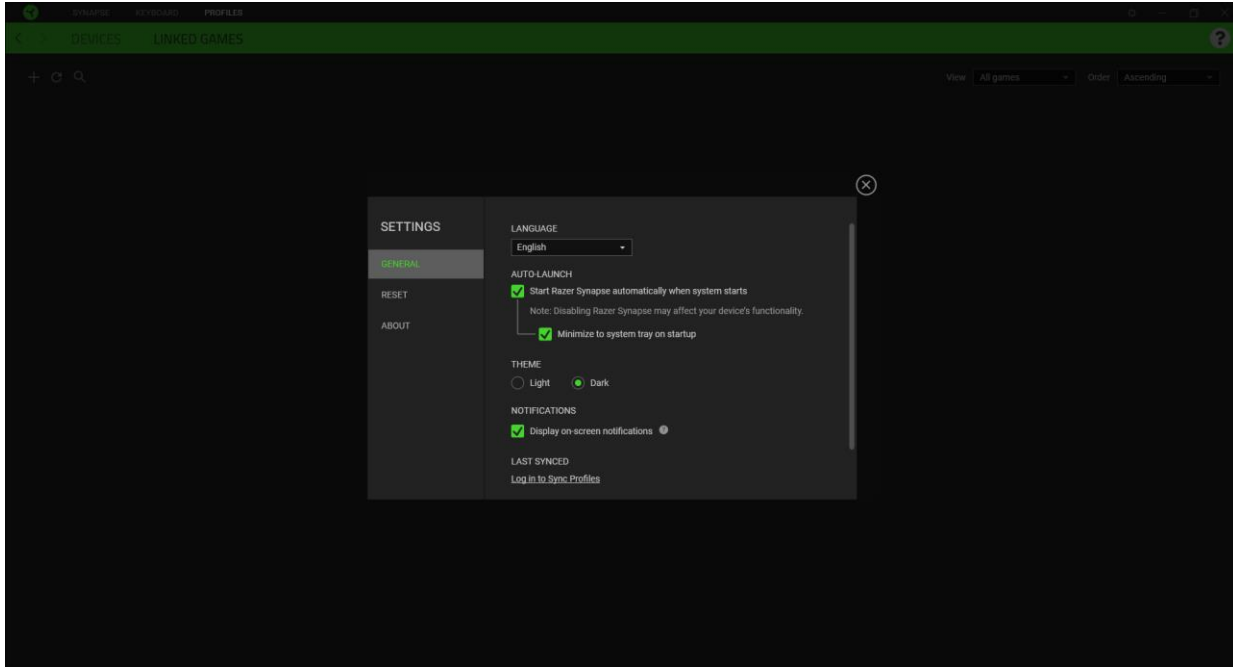 SYNAPSE KEYBOARD PROFILES
DEVICES LINKED GAMES ?
View All games Order Ascending
SETTINGS
GENERAL
RESET
ABOUT
LANGUAGE
English
AUTO-LAUNCH
Start Razer Synapse automatically when system starts
Note: Disabling Razer Synapse may affect your device's functionality.
Minimize to system tray on startup
THEME
Light Dark
NOTIFICATIONS
Display on-screen notifications ?
LAST SYNCED
Log in to Sync Profiles